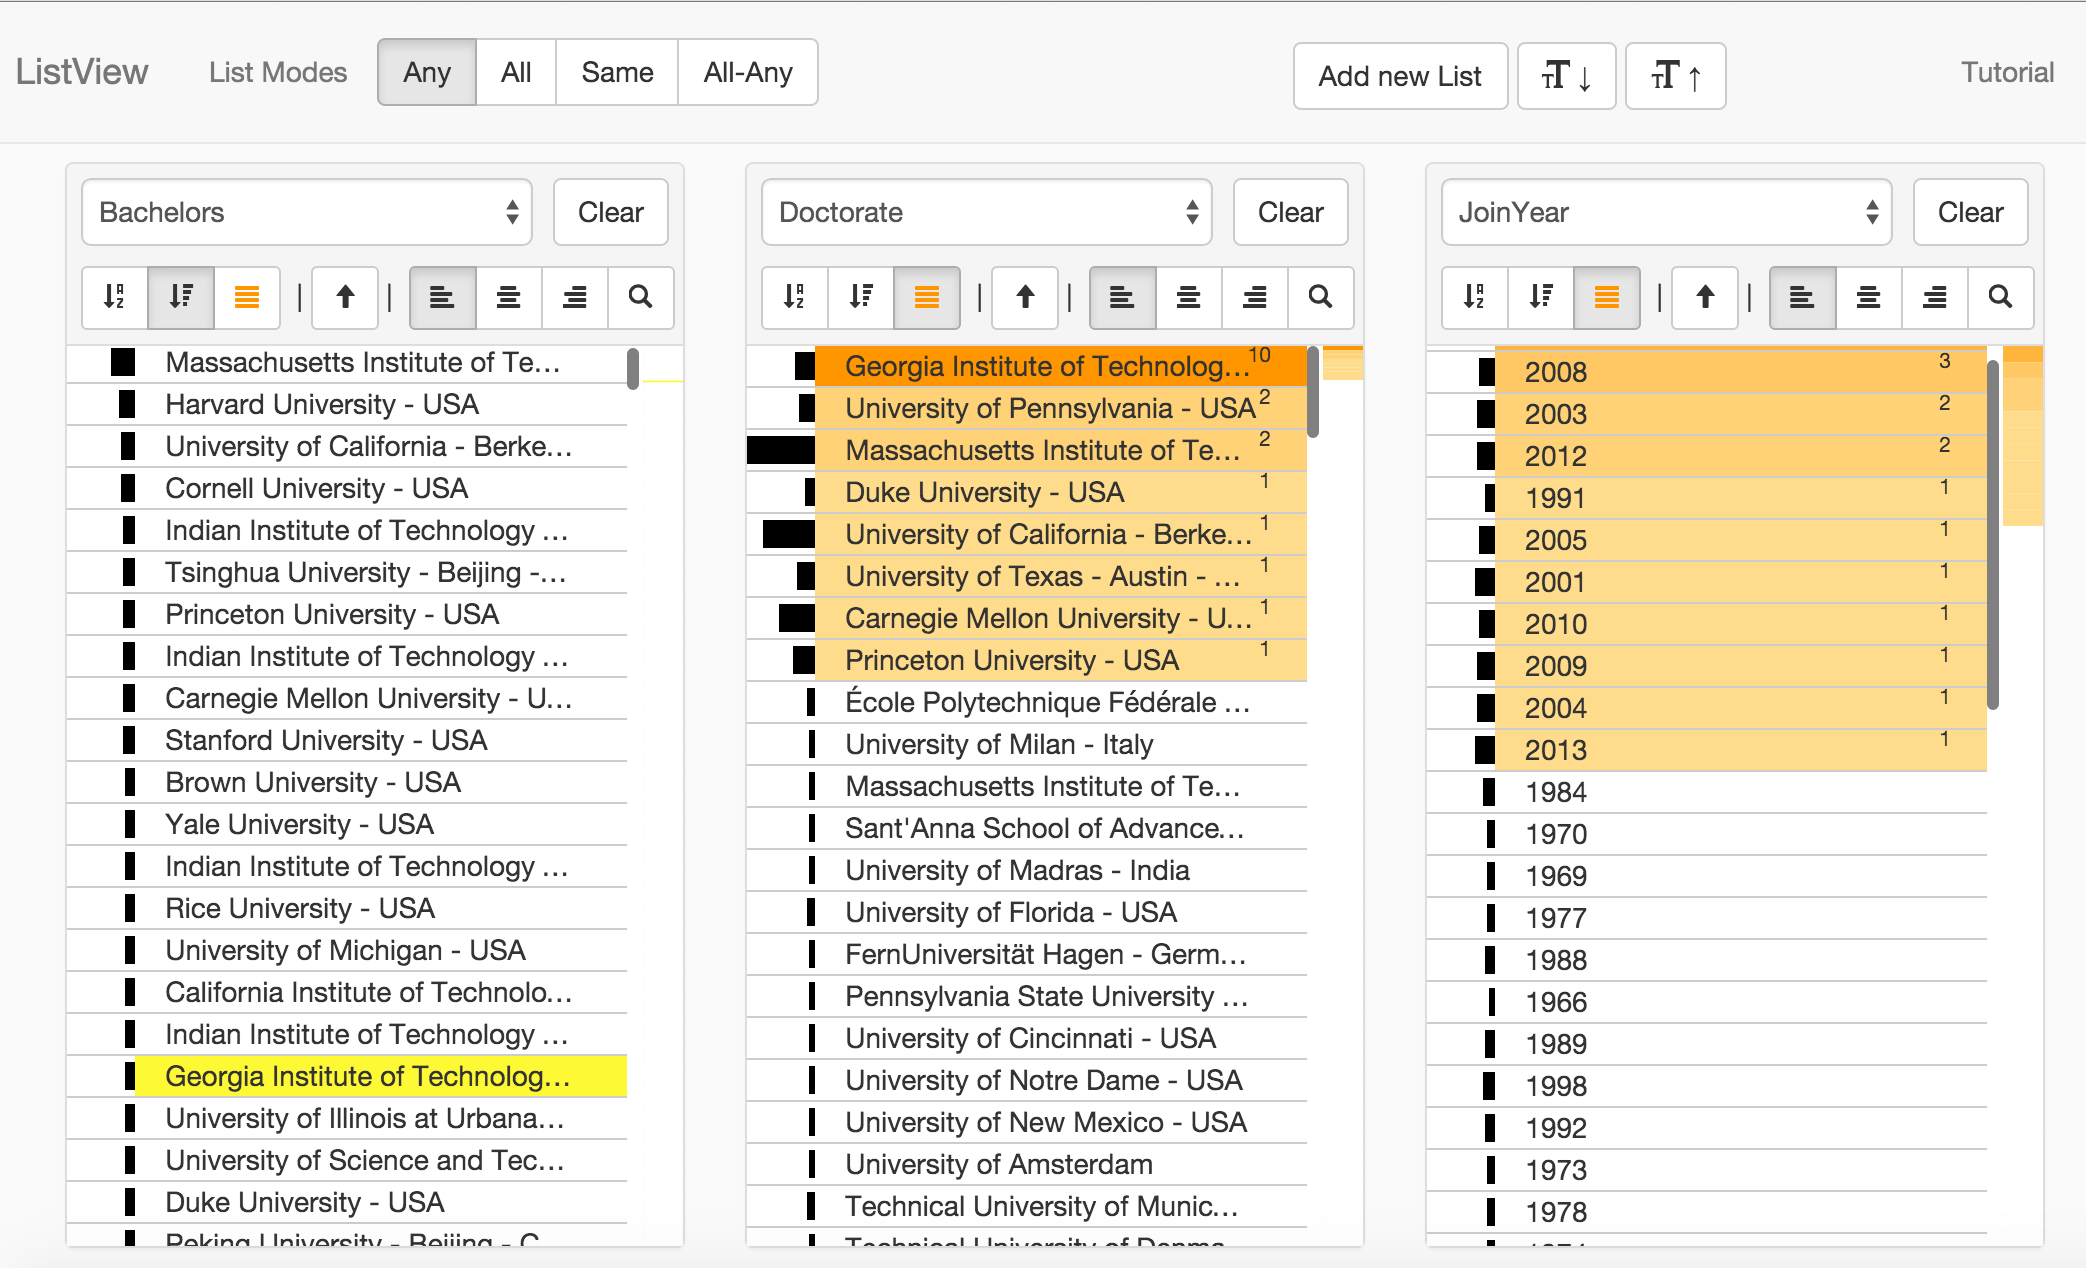 ListView List Modes Any All Same All-Any Add new List TT↓ TT↑ Tutorial
Bachelors Clear
Massachusetts Institute of Te...
Harvard University - USA
University of California - Berke...
Cornell University - USA
Indian Institute of Technology ...
Tsinghua University - Beijing -...
Princeton University - USA
Indian Institute of Technology ...
Carnegie Mellon University - U...
Stanford University - USA
Brown University - USA
Yale University - USA
Indian Institute of Technology ...
Rice University - USA
University of Michigan - USA
California Institute of Technolo...
Indian Institute of Technology ...
Georgia Institute of Technolog...
University of Illinois at Urbana...
University of Science and Tec...
Duke University - USA
Peking University - Beijing - C
Doctorate Clear
Georgia Institute of Technolog... 10
University of Pennsylvania - USA 2
Massachusetts Institute of Te... 2
Duke University - USA 1
University of California - Berke... 1
University of Texas - Austin - ... 1
Carnegie Mellon University - U... 1
Princeton University - USA 1
École Polytechnique Fédérale ...
University of Milan - Italy
Massachusetts Institute of Te...
Sant'Anna School of Advance...
University of Madras - India
University of Florida - USA
FernUniversität Hagen - Germ...
Pennsylvania State University ...
University of Cincinnati - USA
University of Notre Dame - USA
University of New Mexico - USA
University of Amsterdam
Technical University of Munic...
Technical University of Denma
JoinYear Clear
2008 3
2003 2
2012 2
1991 1
2005 1
2001 1
2010 1
2009 1
2004 1
2013 1
1984
1970
1969
1977
1988
1966
1989
1998
1992
1973
1978